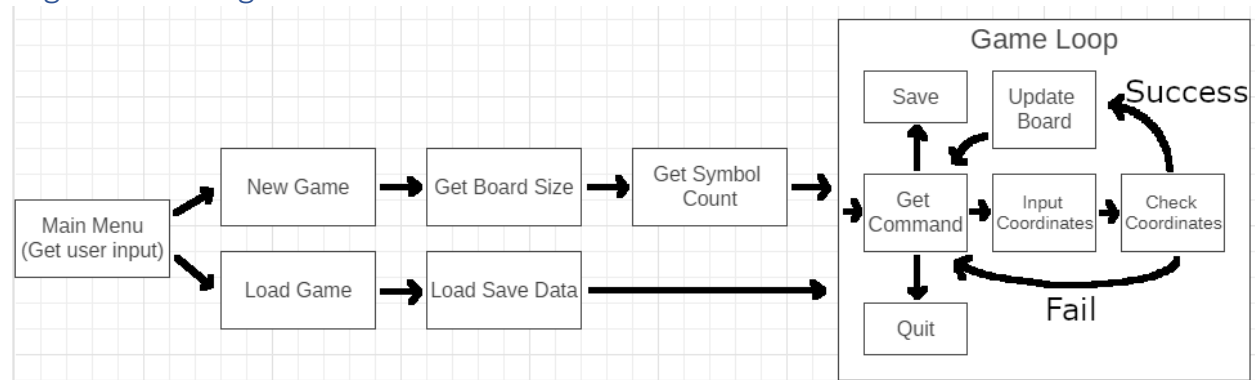 Game Loop
Save
Update
Board
Success
New Game
Get Board Size
Get Symbol
Count
Main Menu
(Get user input)
Get
Command
Input
Coordinates
Check
Coordinates
Load Game
Load Save Data
Fail
Quit